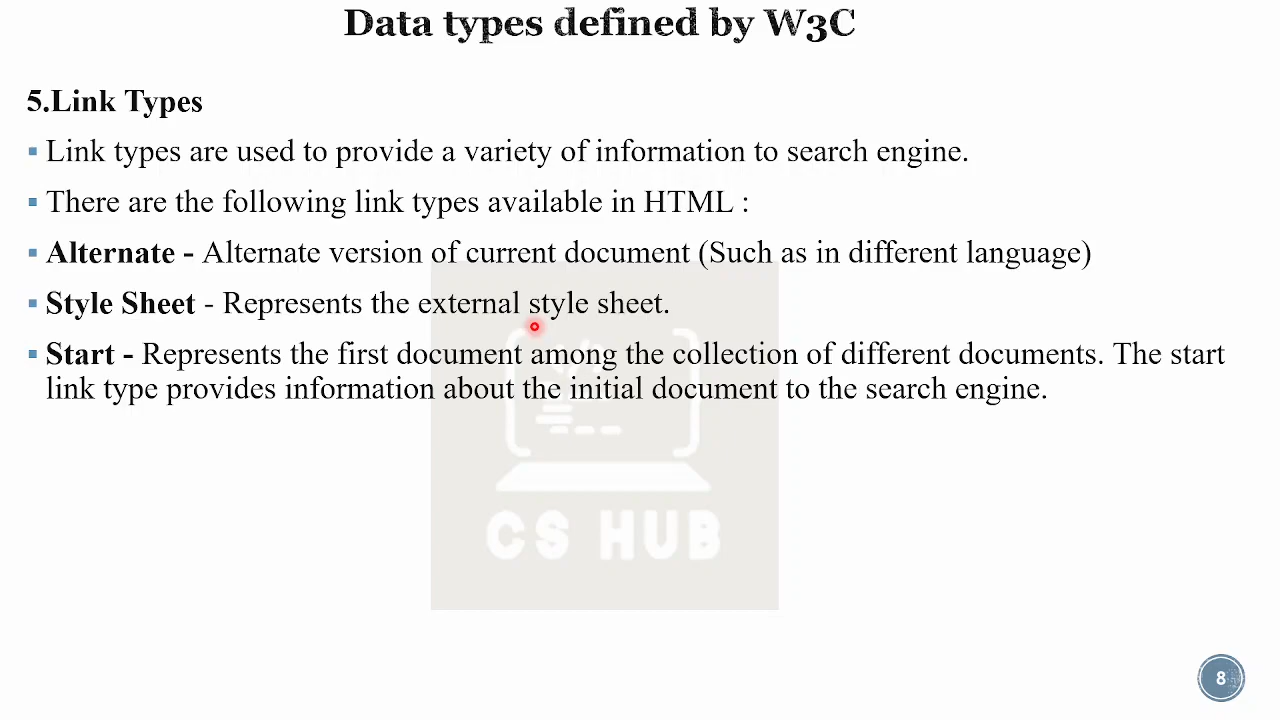 Data types defined by W3C
5.Link Types
▪ Link types are used to provide a variety of information to search engine.
▪ There are the following link types available in HTML :
▪ Alternate - Alternate version of current document (Such as in different language)
▪ Style Sheet - Represents the external style sheet.
▪ Start - Represents the first document among the collection of different documents. The start
link type provides information about the initial document to the search engine.
CS HUB
8